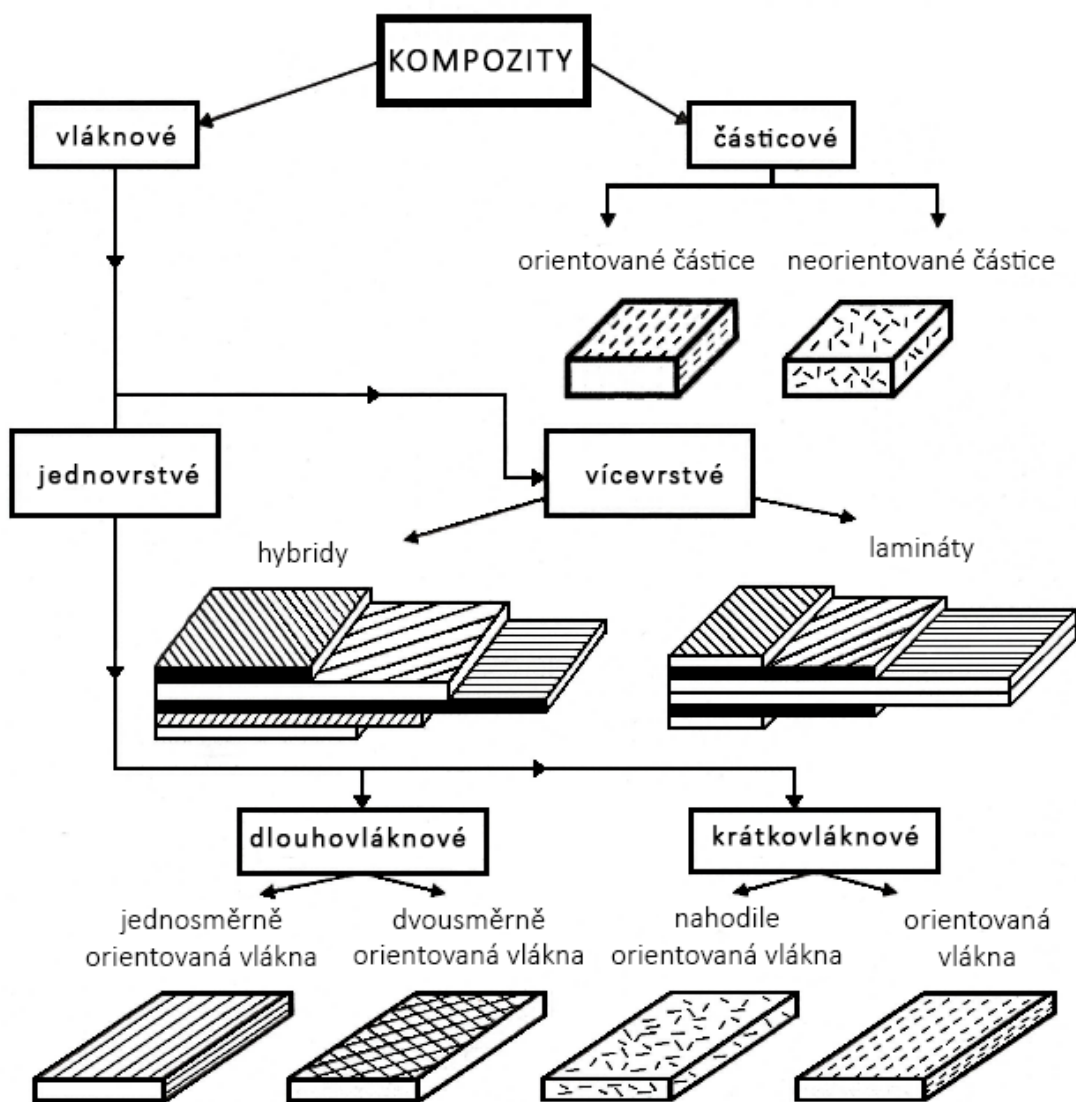 KOMPOZITY
vláknové
částicové
orientované částice
neorientované částice
jednovrstvé
vícevrstvé
hybridy
lamináty
dlouhovláknové
krátkovláknové
jednosměrně
orientovaná vlákna
dvousměrně
orientovaná vlákna
nahodile
orientovaná vlákna
orientovaná
vlákna